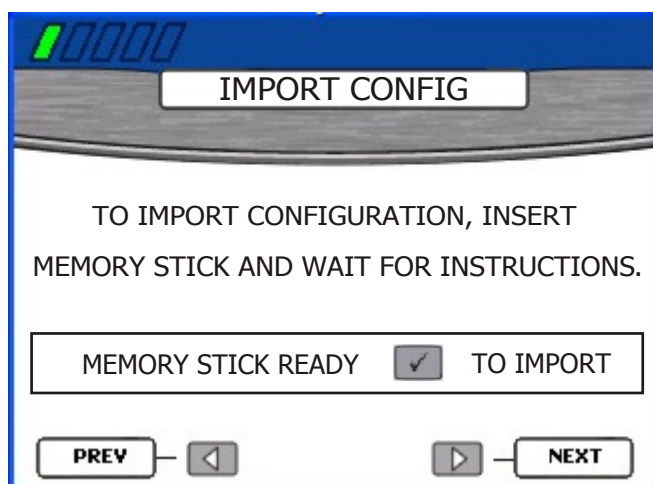 IMPORT CONFIG
TO IMPORT CONFIGURATION, INSERT
MEMORY STICK AND WAIT FOR INSTRUCTIONS.
MEMORY STICK READY ✓ TO IMPORT
PREV NEXT